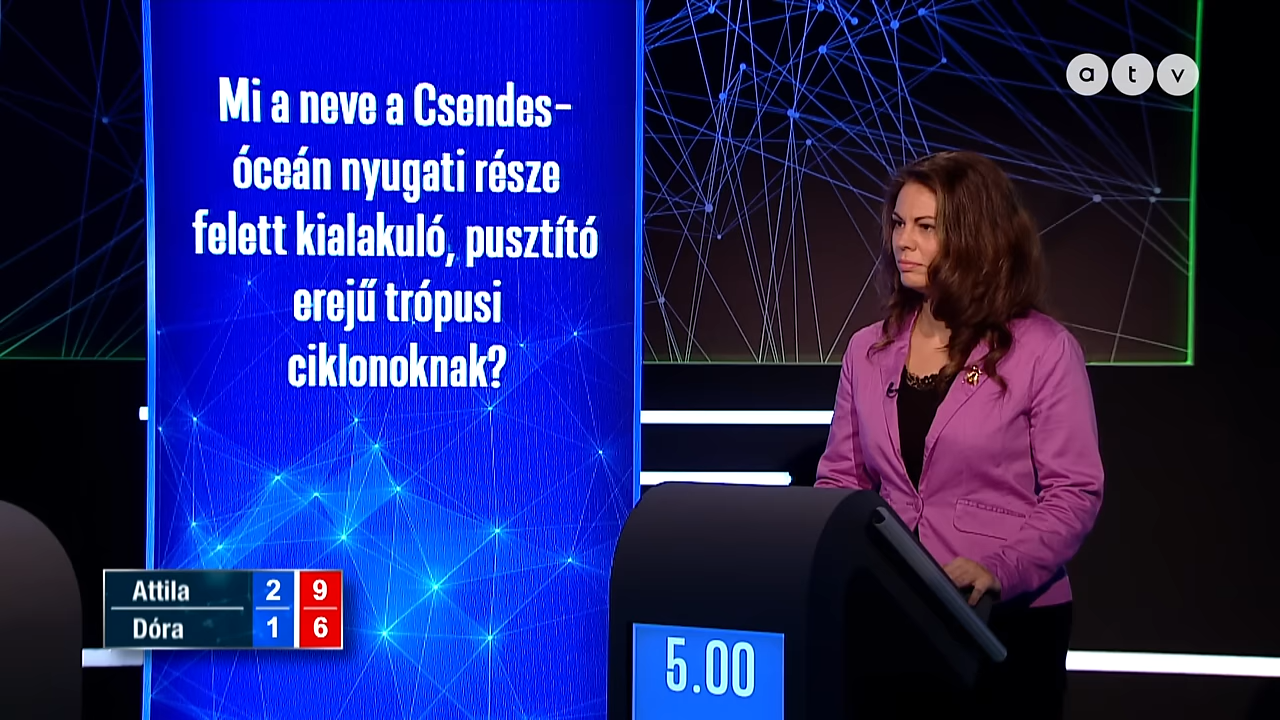 Mi a neve a Csendes-
óceán nyugati része
felett kialakuló, pusztító
erejű trópusi
ciklonoknak?
a t v
Attila 2 9
Dóra 1 6
5.00